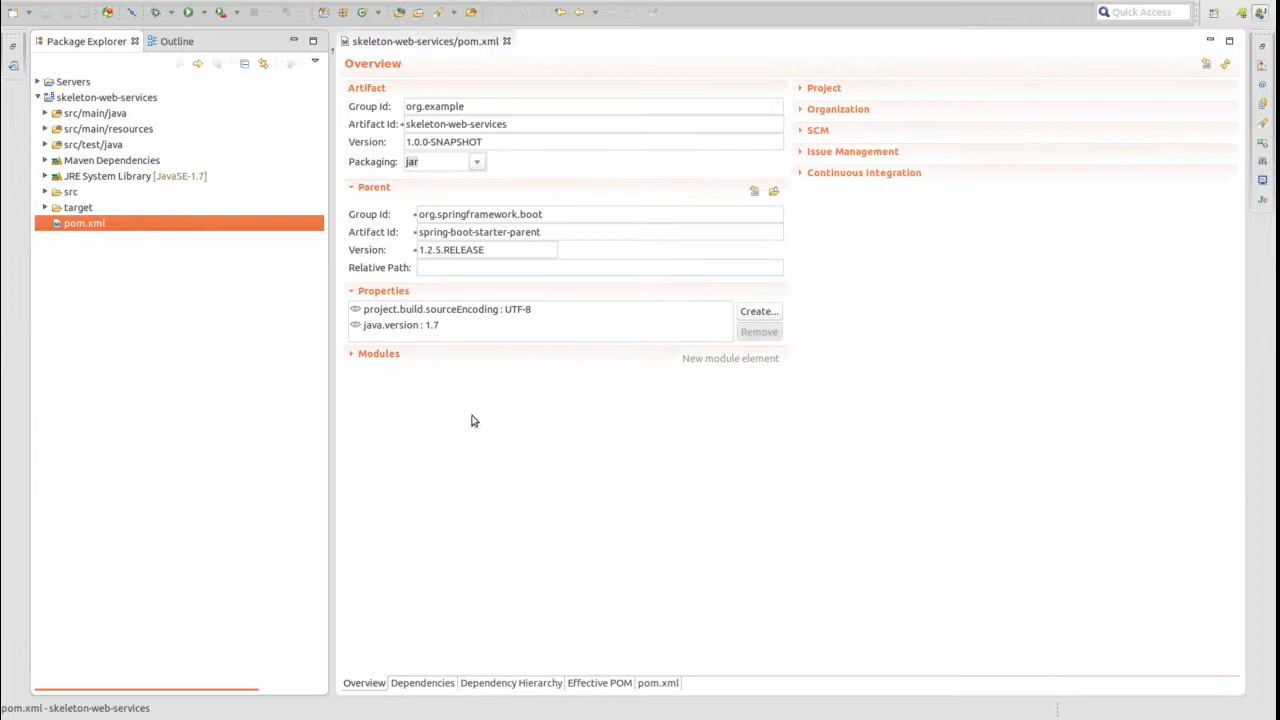 Quick Access
Package Explorer
Outline
Servers
skeleton-web-services
src/main/java
src/main/resources
src/test/java
Maven Dependencies
JRE System Library [JavaSE-1.7]
src
target
pom.xml
skeleton-web-services/pom.xml
Overview
Artifact
Group Id: org.example
Artifact Id: skeleton-web-services
Version: 1.0.0-SNAPSHOT
Packaging: jar
Parent
Group Id: org.springframework.boot
Artifact Id: spring-boot-starter-parent
Version: 1.2.5.RELEASE
Relative Path:
Properties
project.build.sourceEncoding : UTF-8
java.version : 1.7
Create...
Remove
Modules
New module element
Project
Organization
SCM
Issue Management
Continuous Integration
Overview Dependencies Dependency Hierarchy Effective POM pom.xml
pom.xml - skeleton-web-services